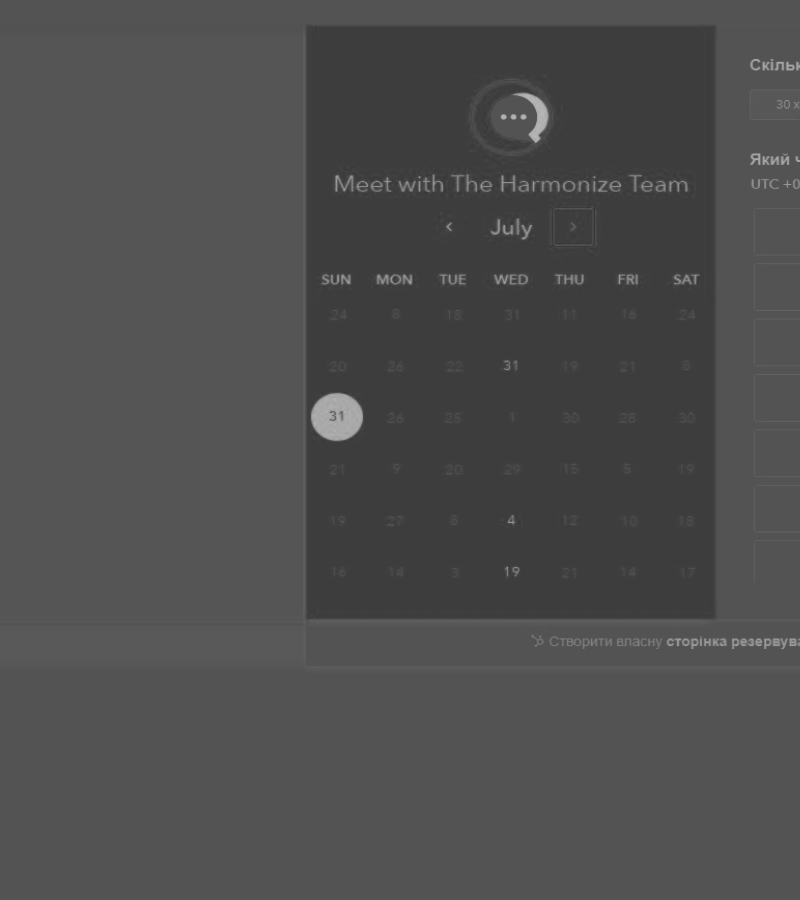 Meet with The Harmonize Team
July
SUN MON TUE WED THU FRI SAT
24 8 18 31 11 16 24
20 26 22 31 19 21 8
31 26 25 1 30 28 30
21 9 20 29 15 5 19
19 27 8 4 12 10 18
16 14 3 19 21 14 17
Скільк
30 х
Який ч
UTC +0
Створити власну сторінка резервува